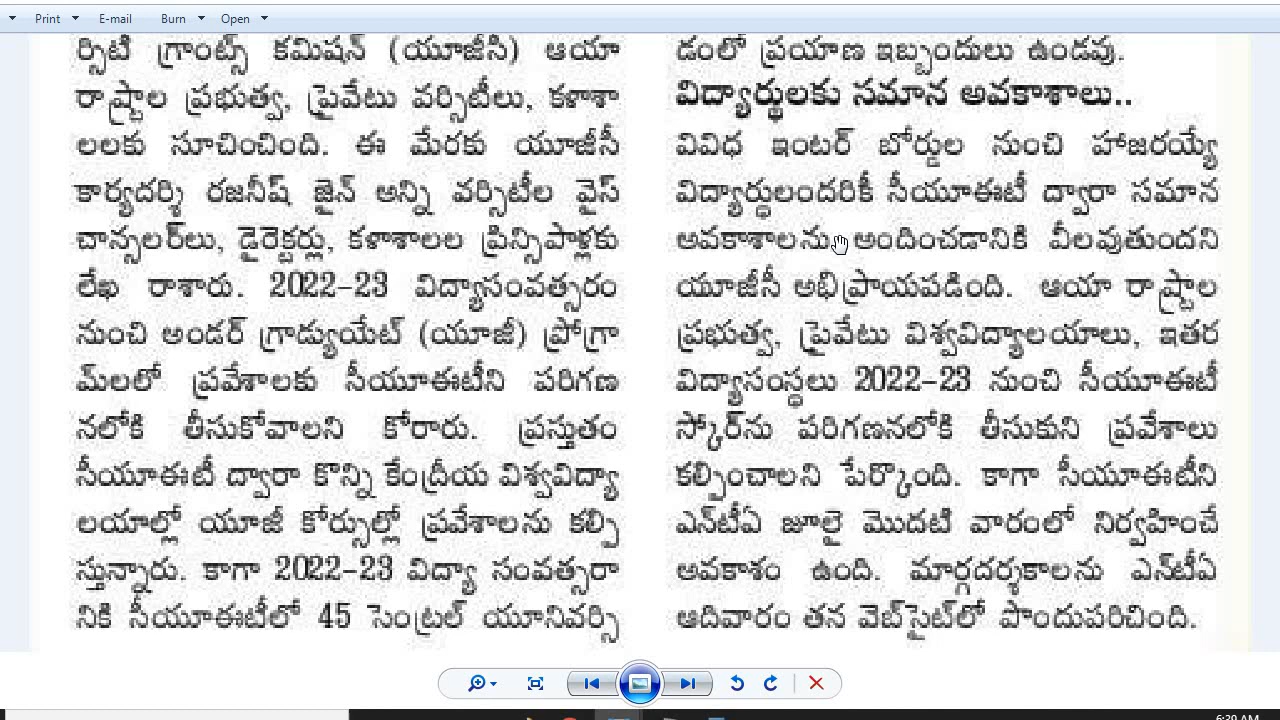 Print E-mail Burn Open
ర్సిటి గ్రాంట్స్ కమిషన్ (యూజీసి) ఆయా
రాష్ట్రాల ప్రభుత్వ, ప్రైవేటు వర్సిటీలు, కళాశా
లలకు సూచించింది. ఈ మేరకు యూజీసీ
కార్యదర్శి రజనీష్ జైన్ అన్ని వర్సిటీల వైస్
చాన్సలర్‌లు, డైరెక్టర్లు, కళాశాలల ప్రిన్సిపాళ్లకు
లేఖ రాశారు. 2022-23 విద్యాసంవత్సరం
నుంచి అండర్ గ్రాడ్యుయేట్ (యూజీ) ప్రోగ్రా
మ్‌లలో ప్రవేశాలకు సీయూఈటీని పరిగణ
నలోకి తీసుకోవాలని కోరారు. ప్రస్తుతం
సీయూఈటీ ద్వారా కొన్ని కేంద్రీయ విశ్వవిద్యా
లయాల్లో యూజీ కోర్సుల్లో ప్రవేశాలను కల్పి
స్తున్నారు. కాగా 2022-23 విద్యా సంవత్సరా
నికి సీయూఈటీలో 45 సెంట్రల్ యూనివర్సి
డంలో ప్రయాణ ఇబ్బందులు ఉండవు.
విద్యార్థులకు సమాన అవకాశాలు..
వివిధ ఇంటర్ బోర్డుల నుంచి హాజరయ్యే
విద్యార్థులందరికీ సీయూఈటీ ద్వారా సమాన
అవకాశాలను అందించడానికి వీలవుతుందని
యూజీసీ అభిప్రాయపడింది. ఆయా రాష్ట్రాల
ప్రభుత్వ, ప్రైవేటు విశ్వవిద్యాలయాలు, ఇతర
విద్యాసంస్థలు 2022-23 నుంచి సీయూఈటీ
స్కోర్‌ను పరిగణనలోకి తీసుకుని ప్రవేశాలు
కల్పించాలని పేర్కొంది. కాగా సీయూఈటీని
ఎన్‌టీఏ జూలై మొదటి వారంలో నిర్వహించే
అవకాశం ఉంది. మార్గదర్శకాలను ఎన్‌టీఏ
ఆదివారం తన వెబ్‌సైట్‌లో పొందుపరిచింది.